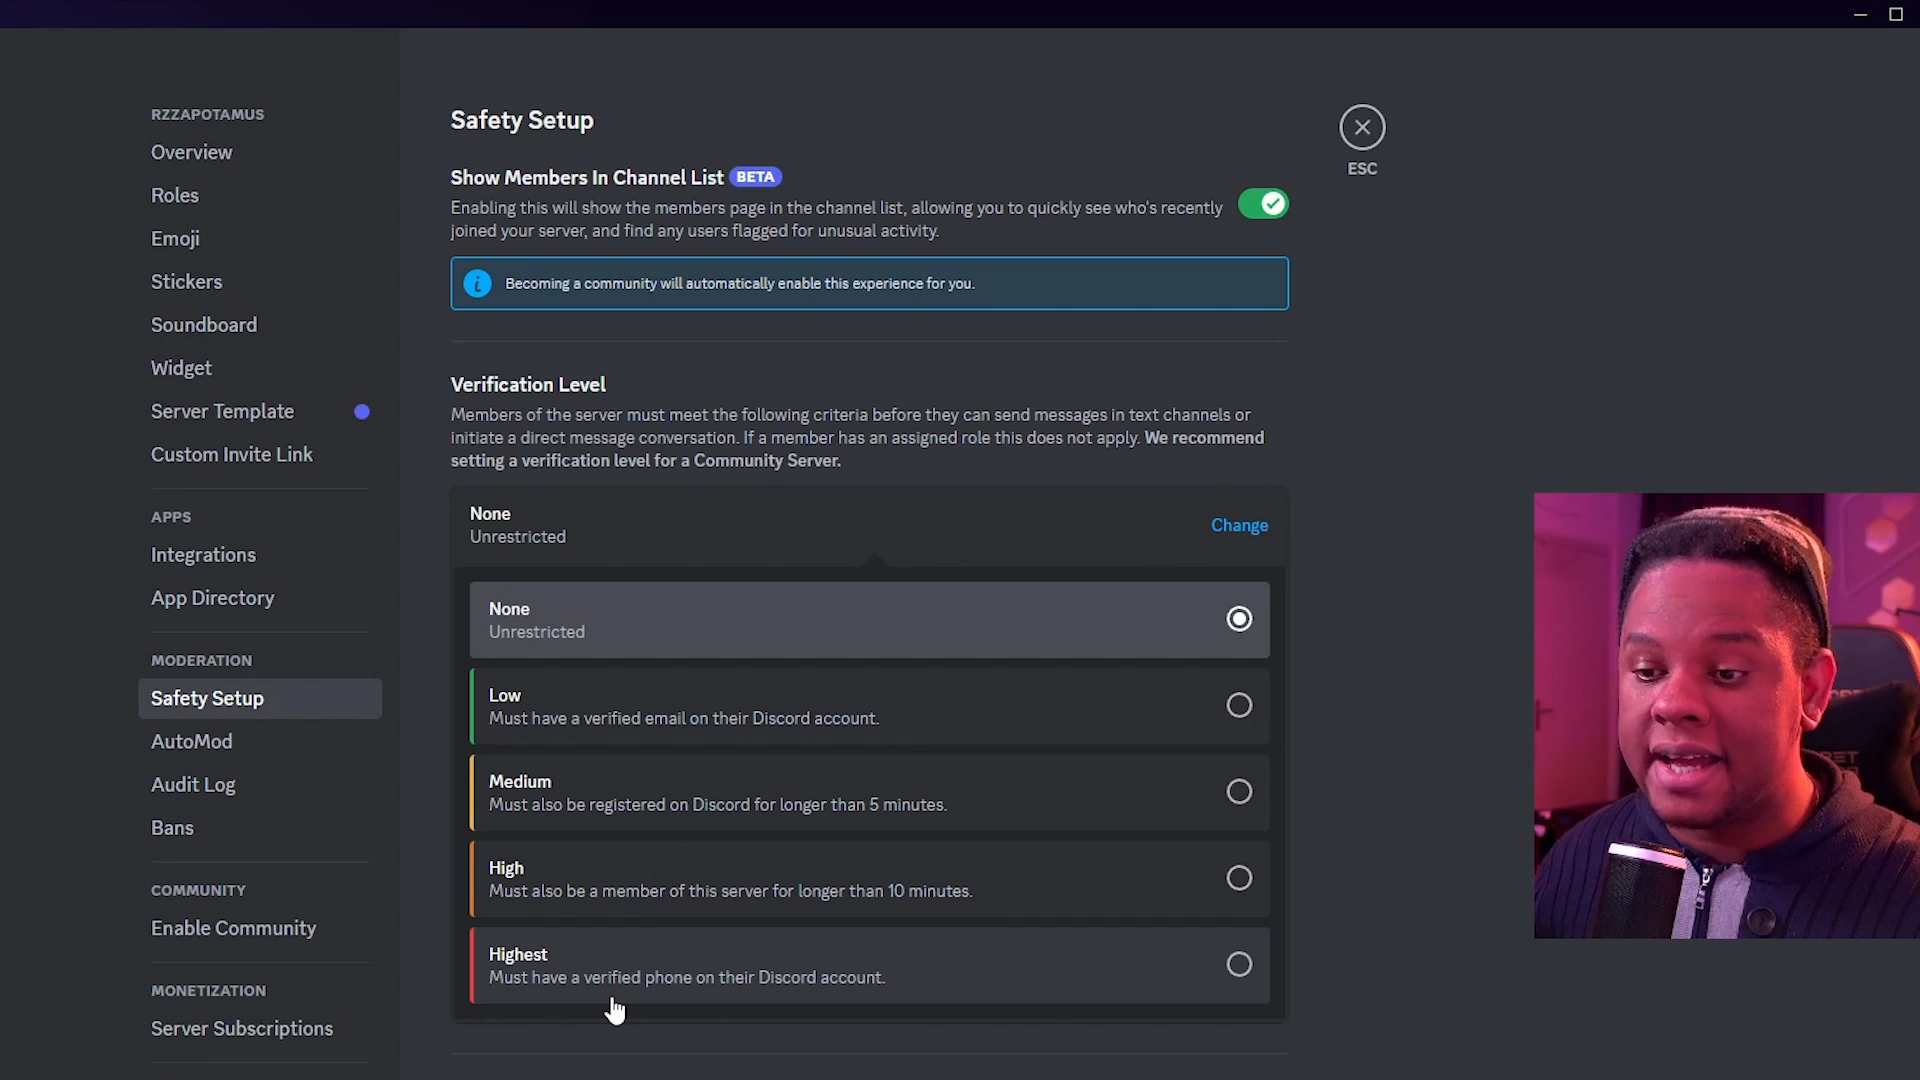 RZZAPOTAMUS
Overview
Roles
Emoji
Stickers
Soundboard
Widget
Server Template
Custom Invite Link
APPS
Integrations
App Directory
MODERATION
Safety Setup
AutoMod
Audit Log
Bans
COMMUNITY
Enable Community
MONETIZATION
Server Subscriptions
Safety Setup
Show Members In Channel List BETA
Enabling this will show the members page in the channel list, allowing you to quickly see who's recently
joined your server, and find any users flagged for unusual activity.
Becoming a community will automatically enable this experience for you.
Verification Level
Members of the server must meet the following criteria before they can send messages in text channels or
initiate a direct message conversation. If a member has an assigned role this does not apply. We recommend
setting a verification level for a Community Server.
None
Unrestricted
Change
None
Unrestricted
Low
Must have a verified email on their Discord account.
Medium
Must also be registered on Discord for longer than 5 minutes.
High
Must also be a member of this server for longer than 10 minutes.
Highest
Must have a verified phone on their Discord account.
ESC